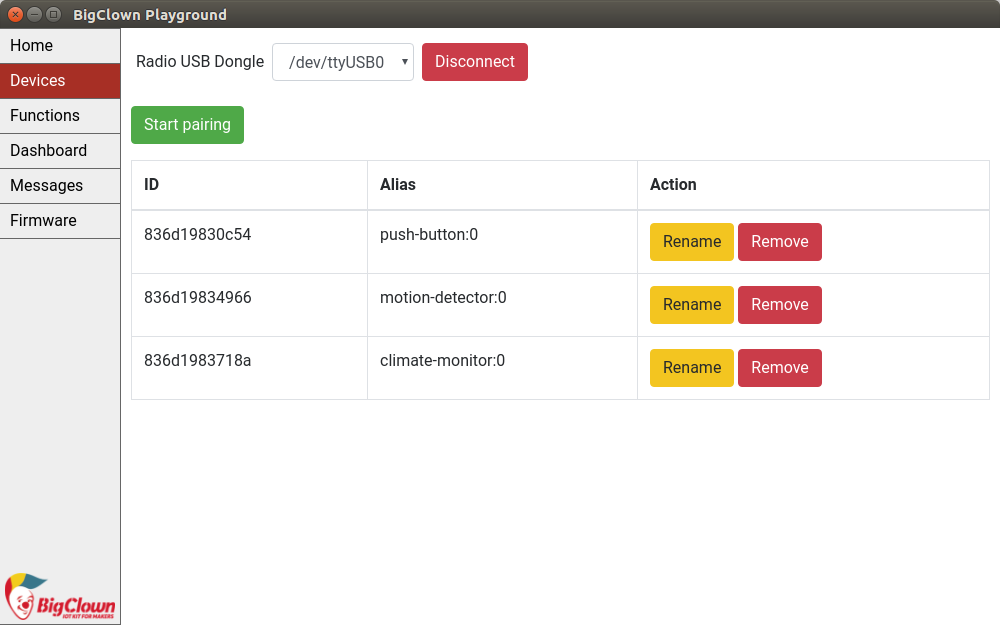 BigClown Playground
Home
Devices
Functions
Dashboard
Messages
Firmware
Radio USB Dongle /dev/ttyUSB0 Disconnect
Start pairing
ID Alias Action
836d19830c54 push-button:0 Rename Remove
836d19834966 motion-detector:0 Rename Remove
836d1983718a climate-monitor:0 Rename Remove
BigClown
IOT KIT FOR MAKERS